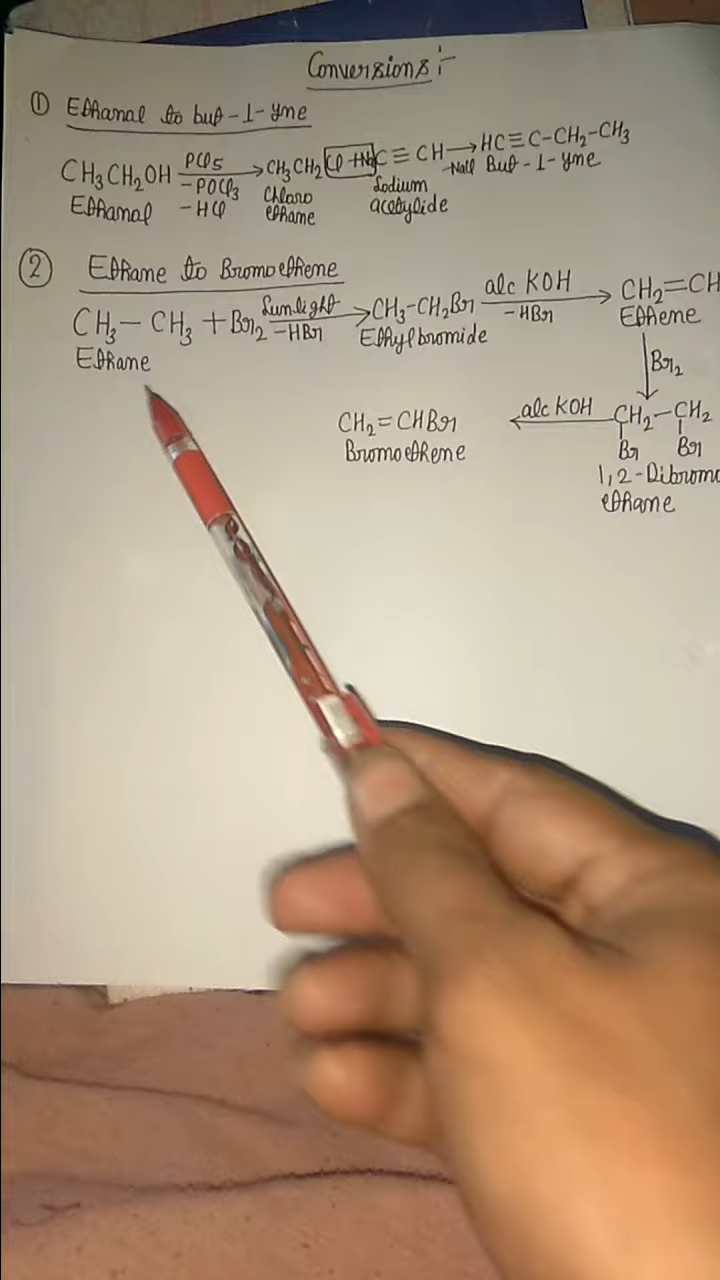 Conversions :-
① Ethanal to but-1-yne
CH₃CH₂OH —PCl₅ / -POCl₃ / -HCl→ CH₃CH₂ Cl + Na C ≡ CH —-NaCl→ HC≡C-CH₂-CH₃
Ethanal Chloro ethane Sodium acetylide But-1-yne
② Ethane to Bromoethene
CH₃ — CH₃ + Br₂ —Sunlight / -HBr→ CH₃-CH₂Br —alc KOH / -HBr→ CH₂=CH
Ethane Ethylbromide Ethene
↓ Br₂
CH₂=CHBr ←alc KOH— CH₂-CH₂
Bromoethene Br Br
1,2-Dibromo
ethane